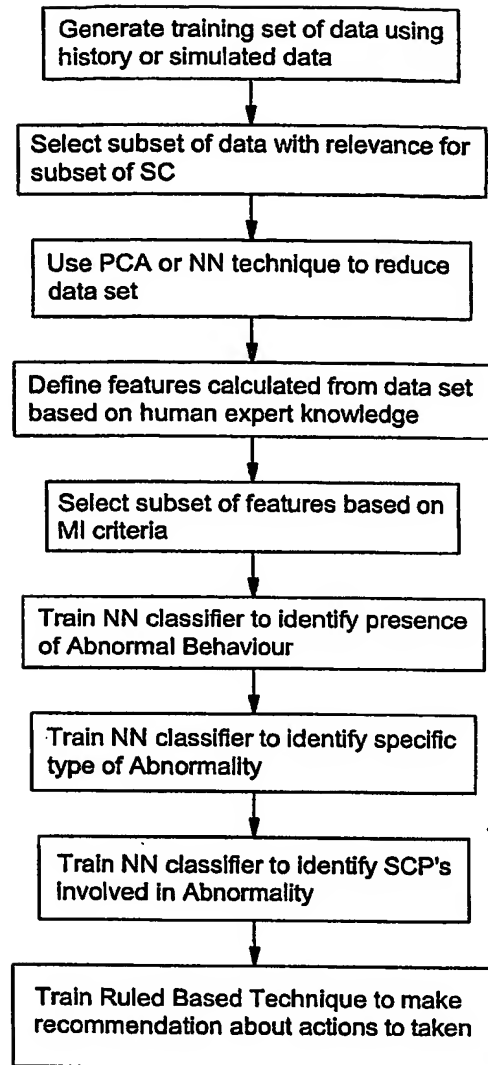 Generate training set of data using
history or simulated data
Select subset of data with relevance for
subset of SC
Use PCA or NN technique to reduce
data set
Define features calculated from data set
based on human expert knowledge
Select subset of features based on
MI criteria
Train NN classifier to identify presence
of Abnormal Behaviour
Train NN classifier to identify specific
type of Abnormality
Train NN classifier to identify SCP's
involved in Abnormality
Train Ruled Based Technique to make
recommendation about actions to taken